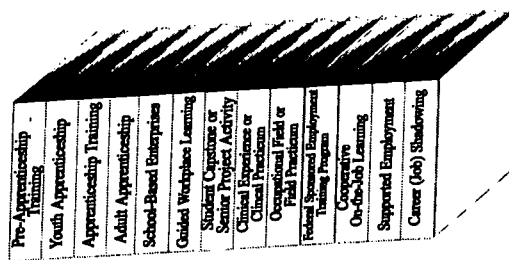 Pre-Apprenticeship -
Training
Youth Apprenticeship
Apprenticeship Training
Adult Apprenticeship
School-Based Enterprises
Guided Workplace Learning
Student Capstone or
Senior Project Activity
Clinical Experience or
Clincal Practicum
Occupational Field or
Field Practicum
Federal Sponsored Employment
Training Program
Cooperative
On-the-Job Learning
Supported Employment
Career (Job) Shadowing